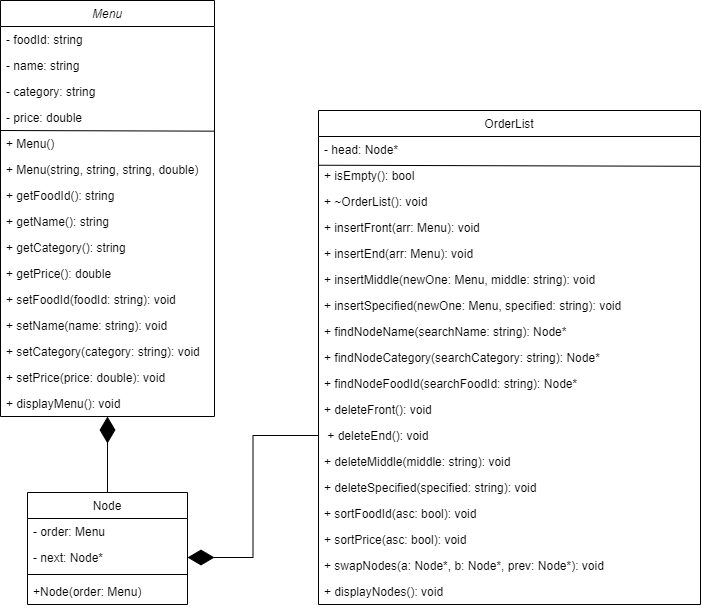 Menu
- foodId: string
- name: string
- category: string
- price: double
+ Menu()
+ Menu(string, string, string, double)
+ getFoodId(): string
+ getName(): string
+ getCategory(): string
+ getPrice(): double
+ setFoodId(foodId: string): void
+ setName(name: string): void
+ setCategory(category: string): void
+ setPrice(price: double): void
+ displayMenu(): void
Node
- order: Menu
- next: Node*
+Node(order: Menu)
OrderList
- head: Node*
+ isEmpty(): bool
+ ~OrderList(): void
+ insertFront(arr: Menu): void
+ insertEnd(arr: Menu): void
+ insertMiddle(newOne: Menu, middle: string): void
+ insertSpecified(newOne: Menu, specified: string): void
+ findNodeName(searchName: string): Node*
+ findNodeCategory(searchCategory: string): Node*
+ findNodeFoodId(searchFoodId: string): Node*
+ deleteFront(): void
+ deleteEnd(): void
+ deleteMiddle(middle: string): void
+ deleteSpecified(specified: string): void
+ sortFoodId(asc: bool): void
+ sortPrice(asc: bool): void
+ swapNodes(a: Node*, b: Node*, prev: Node*): void
+ displayNodes(): void